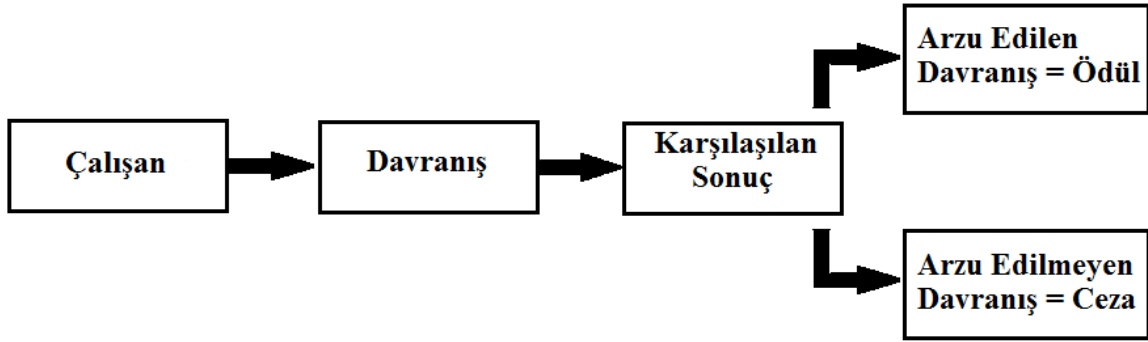 Çalışan
Davranış
Karşılaşılan
Sonuç
Arzu Edilen
Davranış = Ödül
Arzu Edilmeyen
Davranış = Ceza